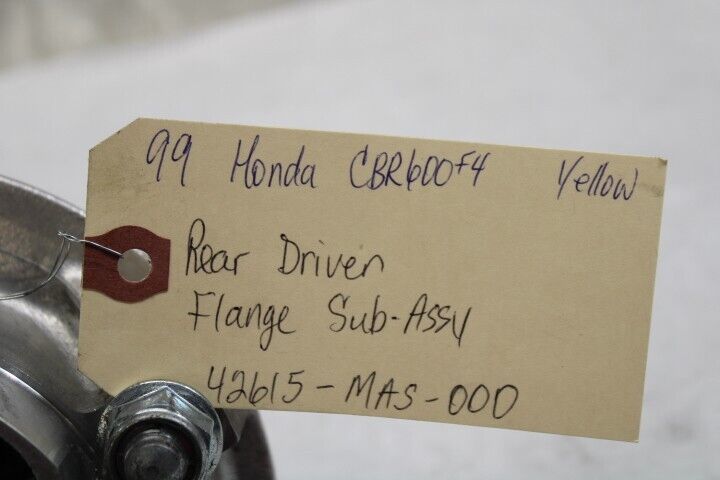 99 Honda CBR600F4 Yellow
Rear Driven
Flange Sub-Assy
42615-MAS-000